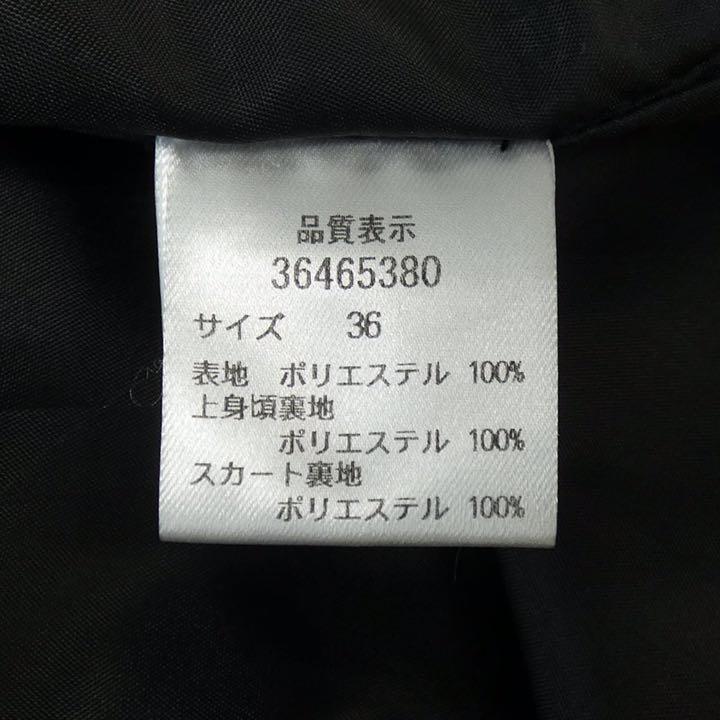 品質表示
36465380
サイズ 36
表地 ポリエステル 100%
上身頃裏地
ポリエステル 100%
スカート裏地
ポリエステル 100%